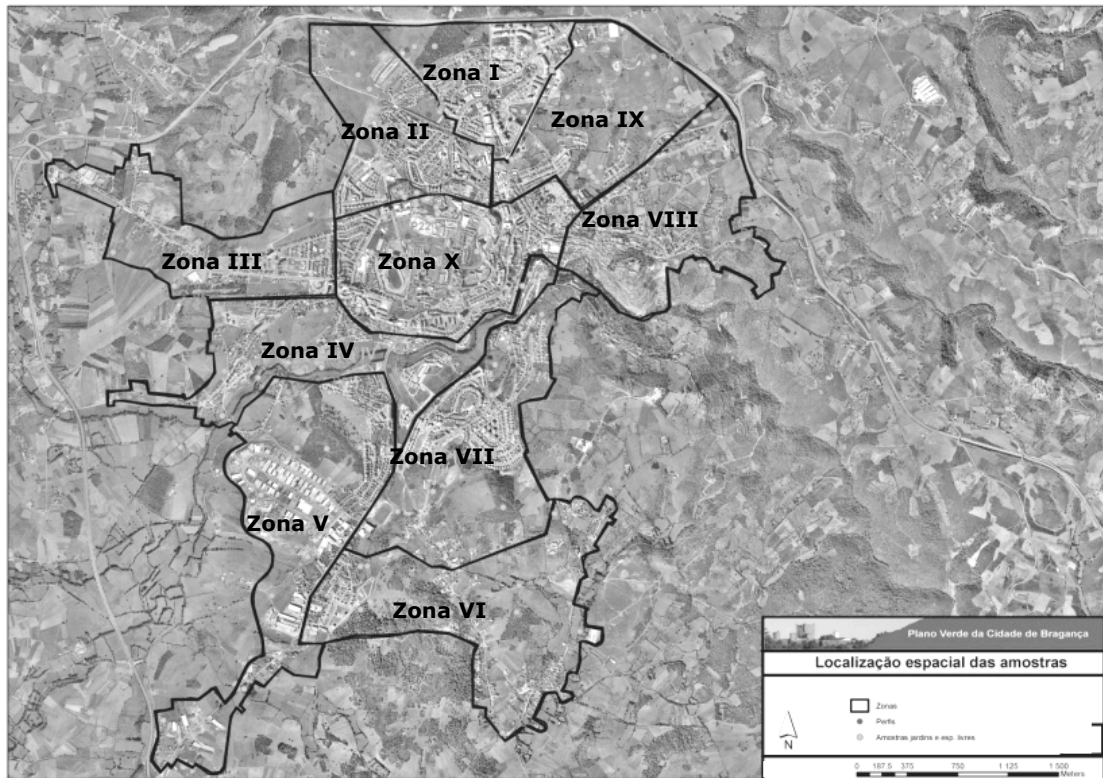 Zona I
Zona II
Zona IX
Zona VIII
Zona III
Zona X
Zona IV
Zona VII
Zona V
Zona VI
Plano Verde da Cidade de Bragança
Localização espacial das amostras
Zonas
Perfis
Amostras jardins e esp. livres
N
0 187.5 375 750 1 125 1 500
Meters